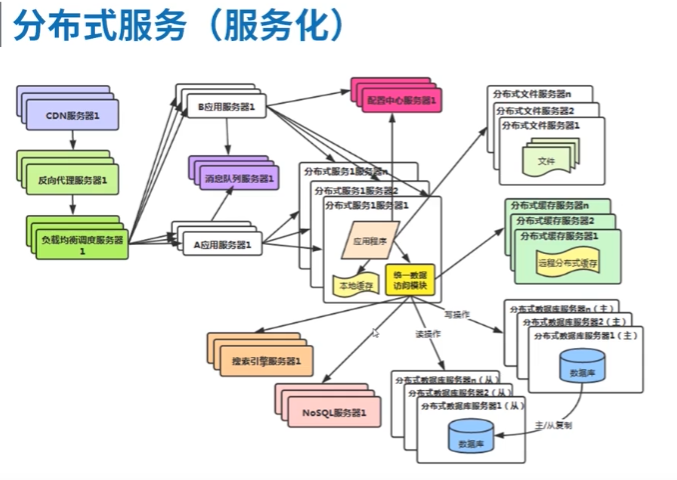 分布式服务（服务化）
CDN服务器1
反向代理服务器1
负载均衡调度服务器
1
B应用服务器1
消息队列服务器1
A应用服务器1
配置中心服务器1
分布式服务1服务器n
分布式服务1服务器2
分布式服务1服务器1
应用程序
本地缓存
统一数据
访问模块
分布式文件服务器n
分布式文件服务器2
分布式文件服务器1
文件
分布式缓存服务器n
分布式缓存服务器2
分布式缓存服务器1
远程分布式缓存
写操作
读操作
分布式数据库服务器n（主）
分布式数据库服务器2（主）
分布式数据库服务器1（主）
数据库
搜索引擎服务器1
NoSQL服务器1
分布式数据库服务器n（从）
分布式数据库服务器2（从）
分布式数据库服务器1（从）
数据库
主/从复制